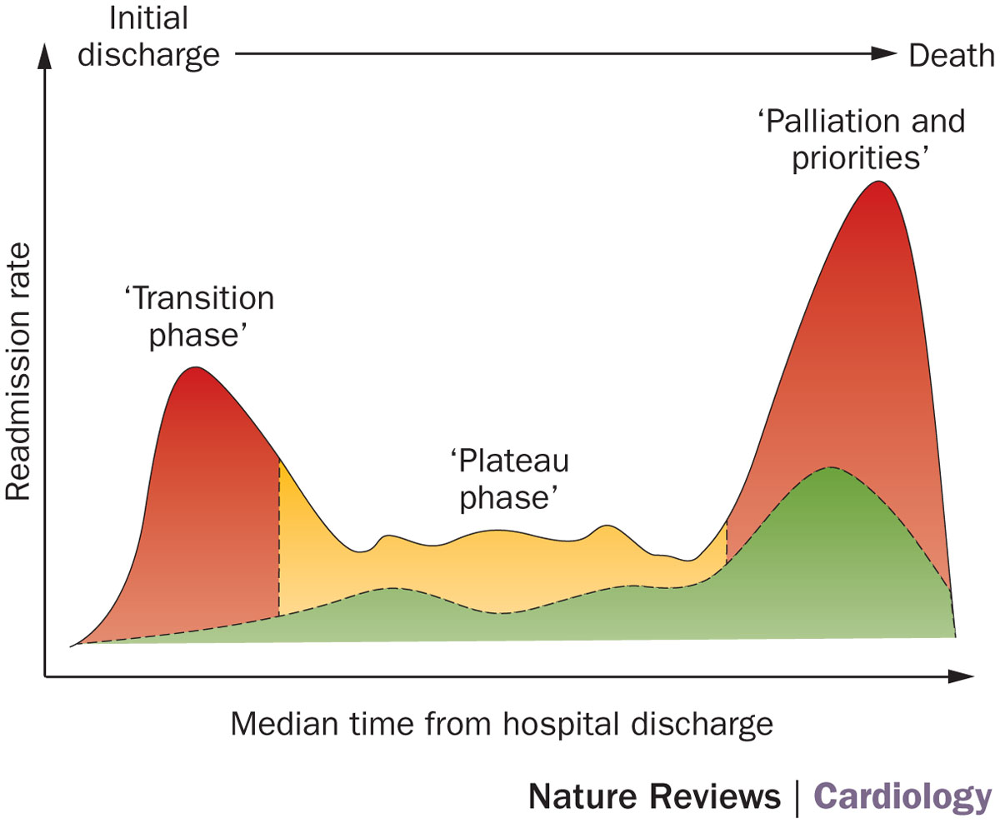 Initial
discharge
Death
‘Palliation and
priorities’
‘Transition
phase’
‘Plateau
phase’
Readmission rate
Median time from hospital discharge
Nature Reviews | Cardiology